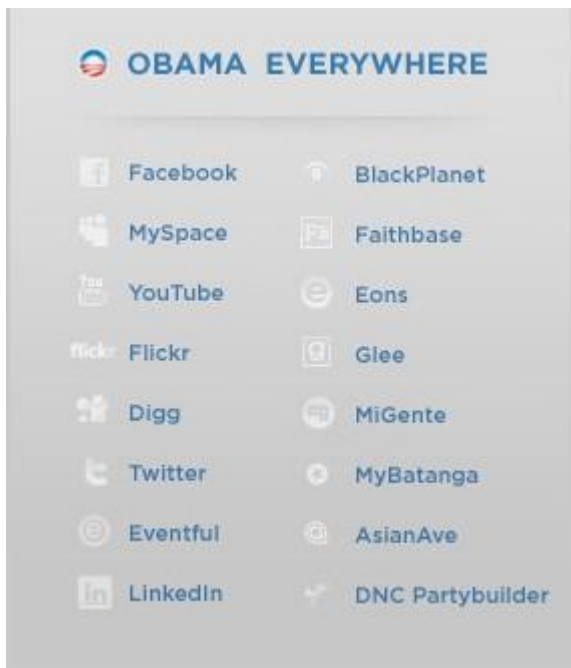 OBAMA EVERYWHERE
Facebook
MySpace
YouTube
flickr Flickr
Digg
Twitter
Eventful
LinkedIn
BlackPlanet
Faithbase
Eons
Glee
MiGente
MyBatanga
AsianAve
DNC Partybuilder